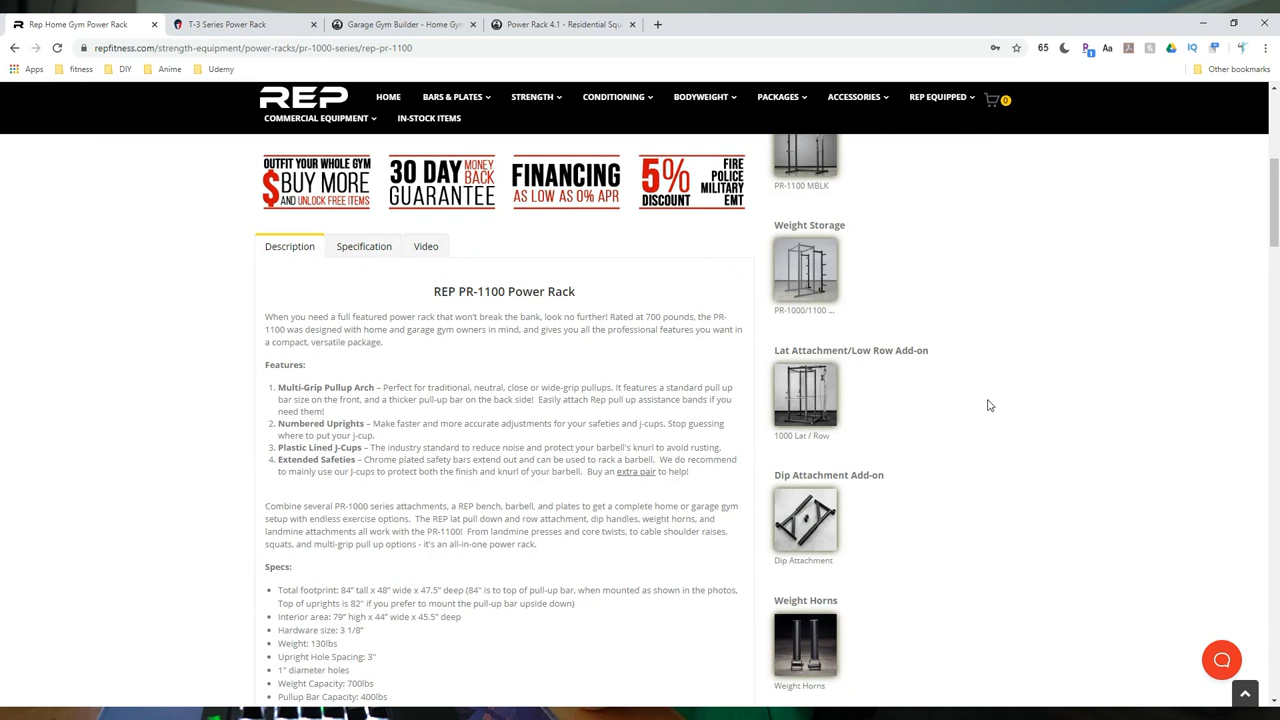 Rep Home Gym Power Rack
T-3 Series Power Rack
Garage Gym Builder - Home Gym
Power Rack 4.1 - Residential Squ
repfitness.com/strength-equipment/power-racks/pr-1000-series/rep-pr-1100
65
Aa
IQ
Apps
fitness
DIY
Anime
Udemy
Other bookmarks
REP
HOME
BARS & PLATES
STRENGTH
CONDITIONING
BODYWEIGHT
PACKAGES
ACCESSORIES
REP EQUIPPED
0
COMMERCIAL EQUIPMENT
IN-STOCK ITEMS
OUTFIT YOUR WHOLE GYM
$BUY MORE
AND UNLOCK FREE ITEMS
30 DAY MONEY BACK
GUARANTEE
FINANCING
AS LOW AS 0% APR
5% DISCOUNT
FIRE
POLICE
MILITARY
EMT
PR-1100 MBLK
Weight Storage
PR-1000/1100 ...
Lat Attachment/Low Row Add-on
1000 Lat / Row
Dip Attachment Add-on
Dip Attachment
Weight Horns
Weight Horns
Description
Specification
Video
REP PR-1100 Power Rack
When you need a full featured power rack that won't break the bank, look no further! Rated at 700 pounds, the PR-
1100 was designed with home and garage gym owners in mind, and gives you all the professional features you want in
a compact, versatile package.
Features:
1. Multi-Grip Pullup Arch – Perfect for traditional, neutral, close or wide-grip pullups. It features a standard pull up
bar size on the front, and a thicker pull-up bar on the back side! Easily attach Rep pull up assistance bands if you
need them!
2. Numbered Uprights – Make faster and more accurate adjustments for your safeties and j-cups. Stop guessing
where to put your j-cup.
3. Plastic Lined J-Cups – The industry standard to reduce noise and protect your barbell's knurl to avoid rusting.
4. Extended Safeties – Chrome plated safety bars extend out and can be used to rack a barbell. We do recommend
to mainly use our J-cups to protect both the finish and knurl of your barbell. Buy an extra pair to help!
Combine several PR-1000 series attachments, a REP bench, barbell, and plates to get a complete home or garage gym
setup with endless exercise options. The REP lat pull down and row attachment, dip handles, weight horns, and
landmine attachments all work with the PR-1100! From landmine presses and core twists, to cable shoulder raises,
squats, and multi-grip pull up options - it's an all-in-one power rack.
Specs:
• Total footprint: 84" tall x 48" wide x 47.5" deep (84" is to top of pull-up bar, when mounted as shown in the photos,
Top of uprights is 82" if you prefer to mount the pull-up bar upside down)
• Interior area: 79" high x 44" wide x 45.5" deep
• Hardware size: 3 1/8"
• Weight: 130lbs
• Upright Hole Spacing: 3"
• 1" diameter holes
• Weight Capacity: 700lbs
• Pullup Bar Capacity: 400lbs